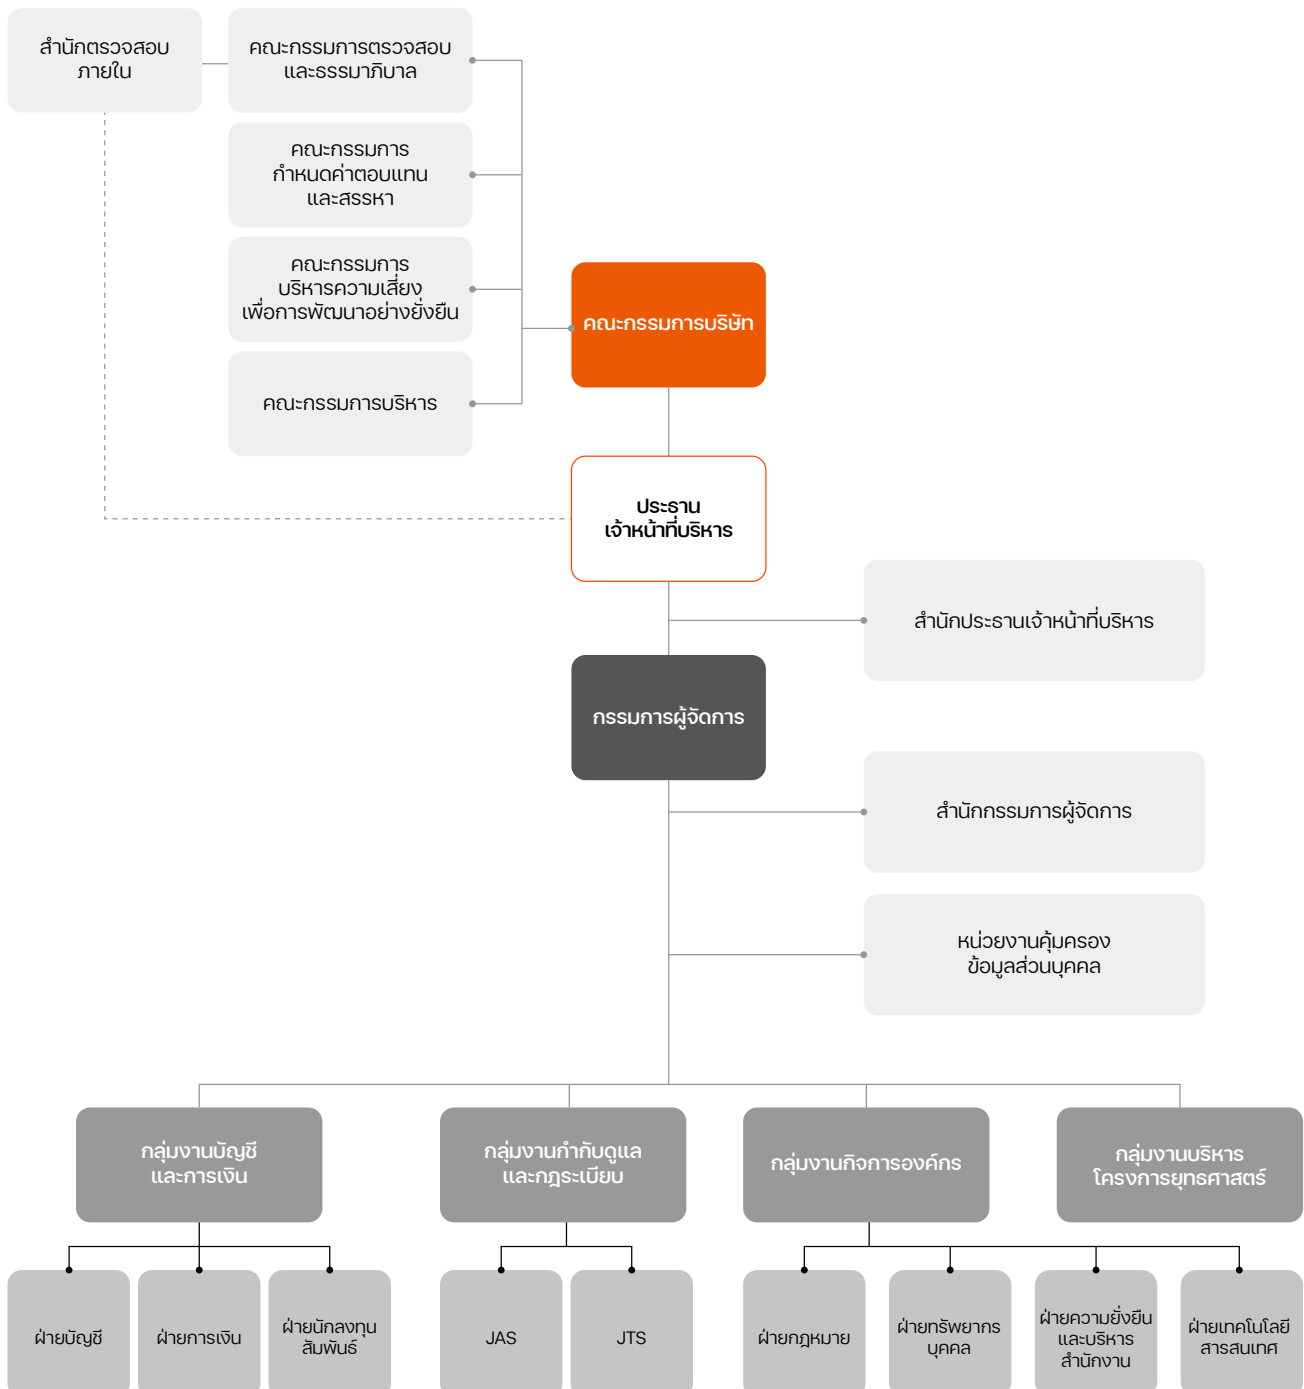 สำนักตรวจสอบ
ภายใน
คณะกรรมการตรวจสอบ
และธรรมาภิบาล
คณะกรรมการ
กำหนดค่าตอบแทน
และสรรหา
คณะกรรมการ
บริหารความเสี่ยง
เพื่อการพัฒนาอย่างยั่งยืน
คณะกรรมการบริหาร
คณะกรรมการบริษัท
ประธาน
เจ้าหน้าที่บริหาร
สำนักประธานเจ้าหน้าที่บริหาร
กรรมการผู้จัดการ
สำนักกรรมการผู้จัดการ
หน่วยงานคุ้มครอง
ข้อมูลส่วนบุคคล
กลุ่มงานบัญชี
และการเงิน
กลุ่มงานกำกับดูแล
และกฎระเบียบ
กลุ่มงานกิจการองค์กร
กลุ่มงานบริหาร
โครงการยุทธศาสตร์
ฝ่ายบัญชี
ฝ่ายการเงิน
ฝ่ายนักลงทุน
สัมพันธ์
JAS
JTS
ฝ่ายกฎหมาย
ฝ่ายทรัพยากร
บุคคล
ฝ่ายความยั่งยืน
และบริหาร
สำนักงาน
ฝ่ายเทคโนโลยี
สารสนเทศ